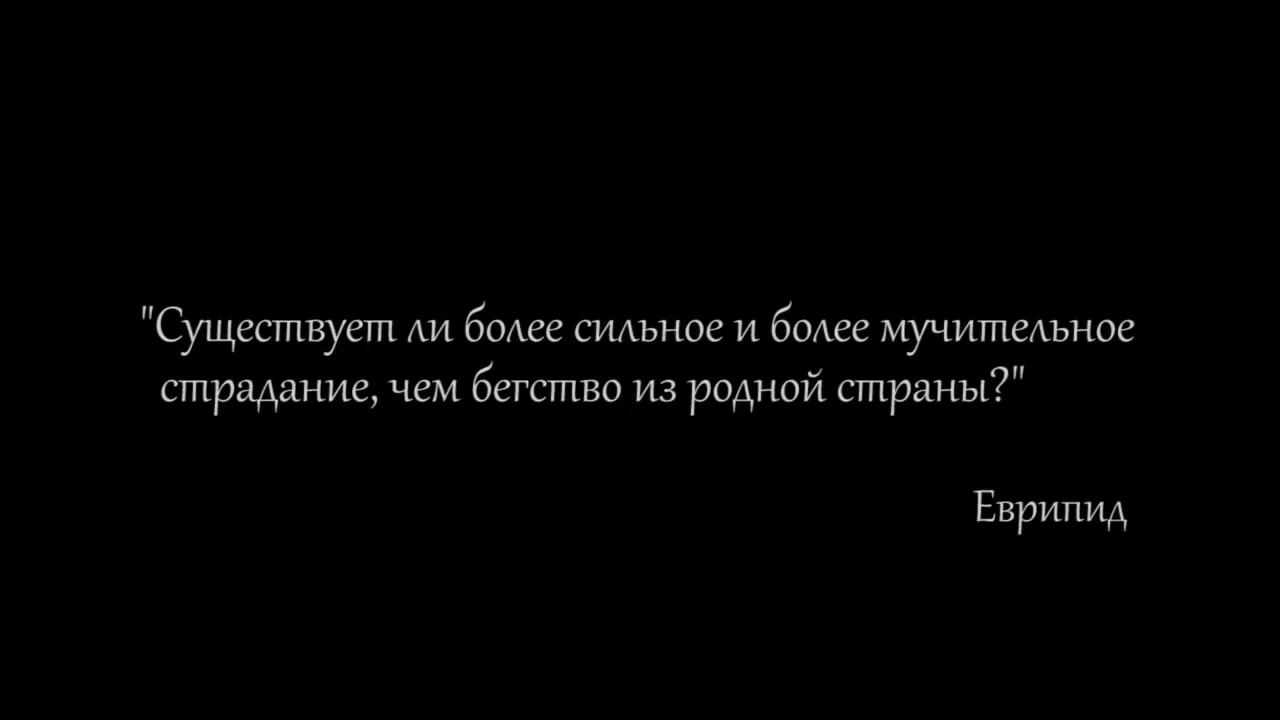 "Существует ли более сильное и более мучительное
страдание, чем бегство из родной страны?"
Еврипид